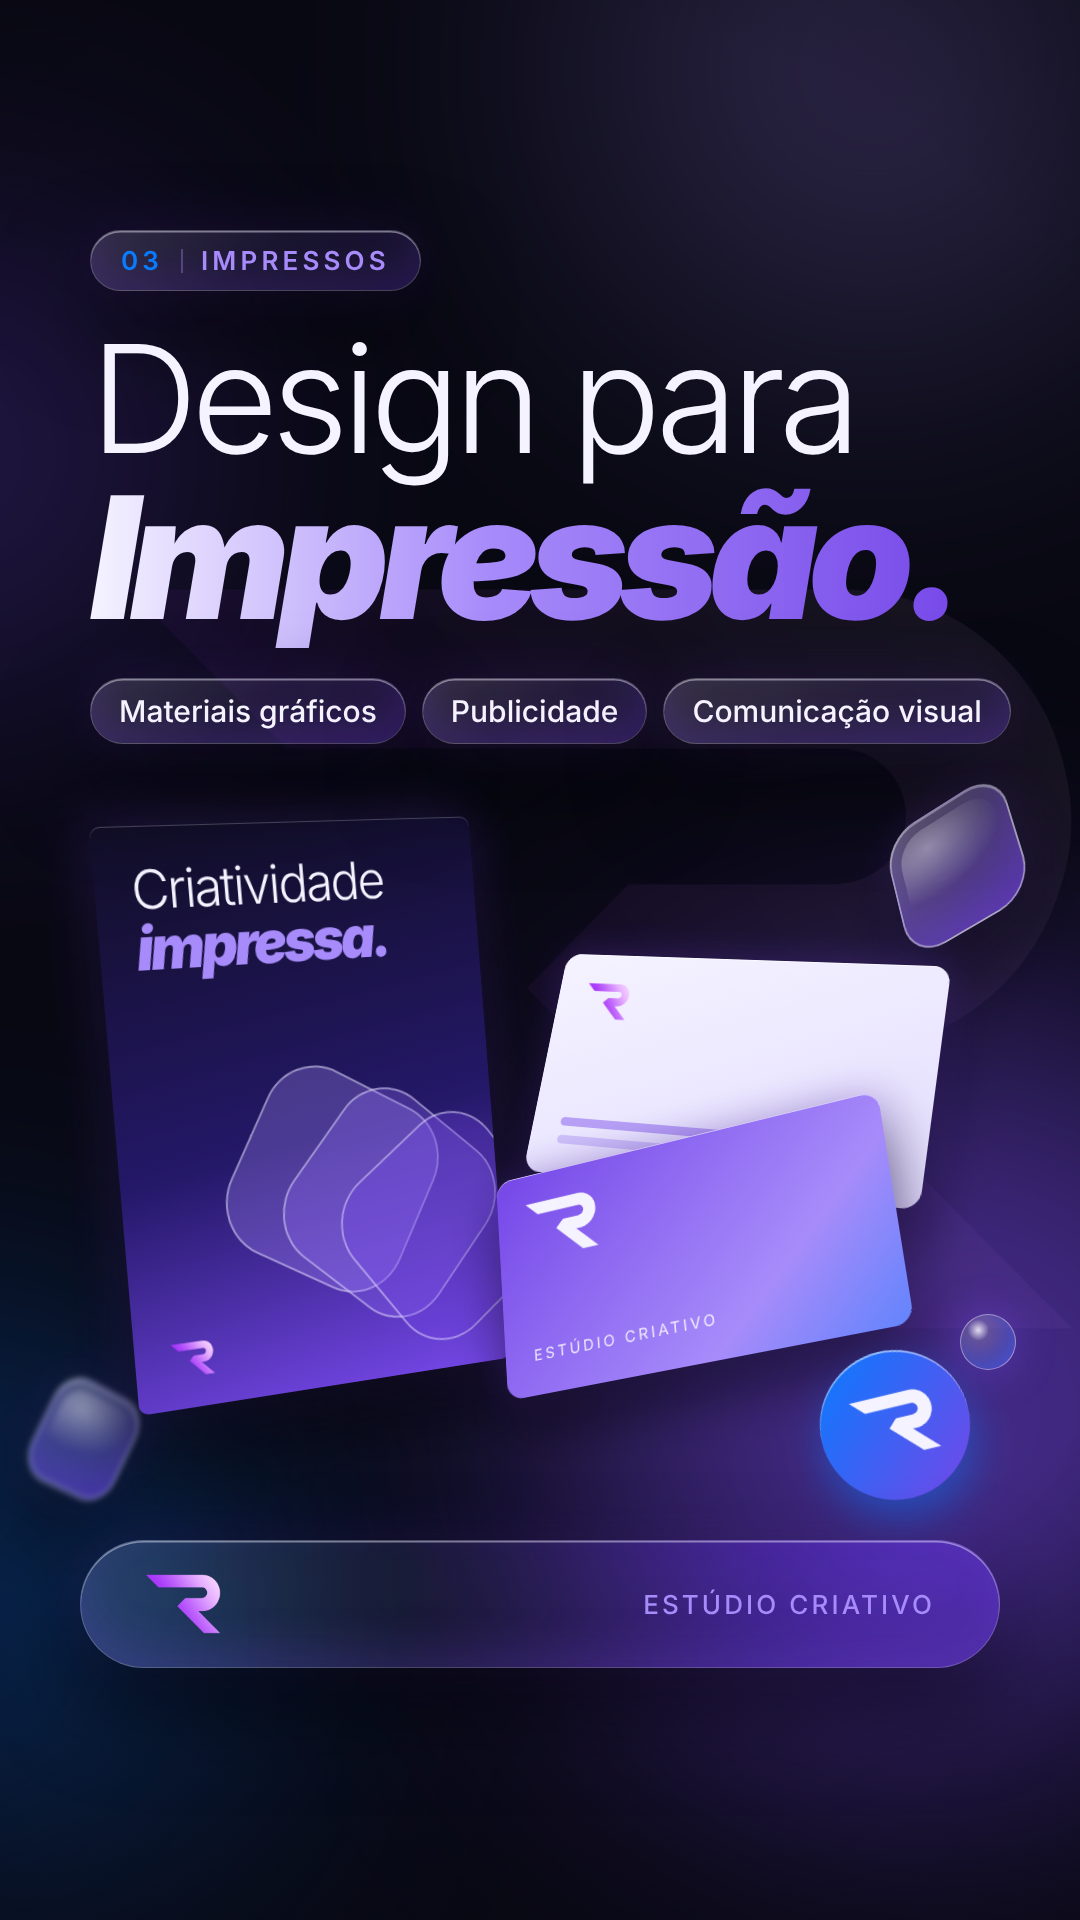 03 | IMPRESSOS
Design para
Impressão.
Materiais gráficos
Publicidade
Comunicação visual
Criatividade
impressa.
ESTÚDIO CRIATIVO
ESTÚDIO CRIATIVO